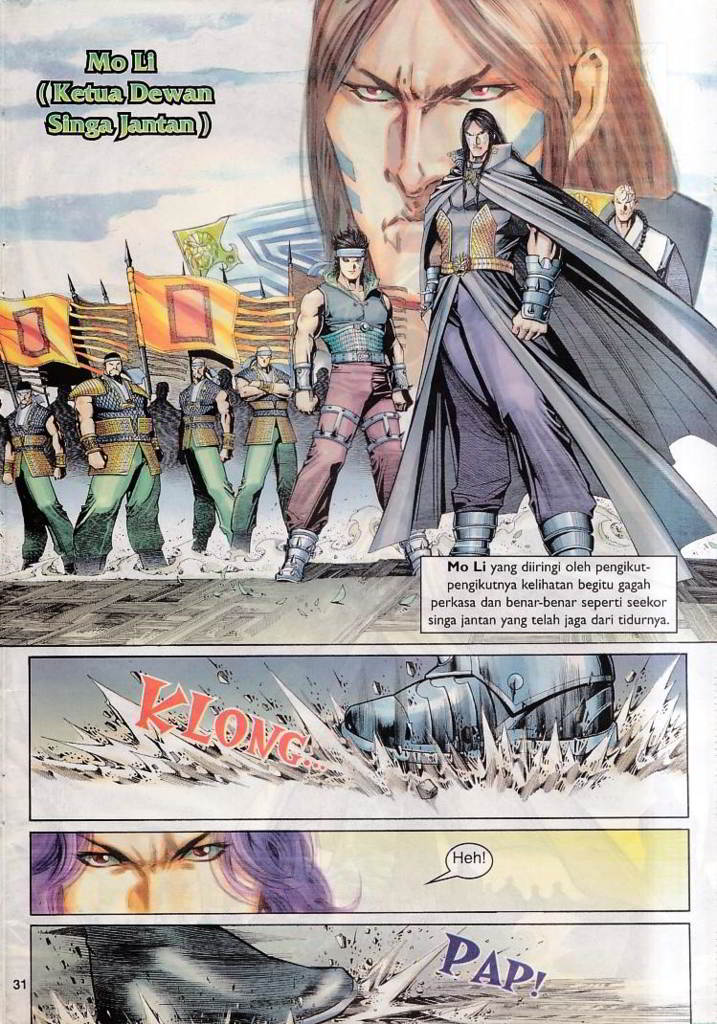 Mo Li
(Ketua Dewan
Singa Jantan)
Mo Li yang diiringi oleh pengikut-
pengikutnya kelihatan begitu gagah
perkasa dan benar-benar seperti seekor
singa jantan yang telah jaga dari tidurnya.
KLONG...
Heh!
PAP!
31